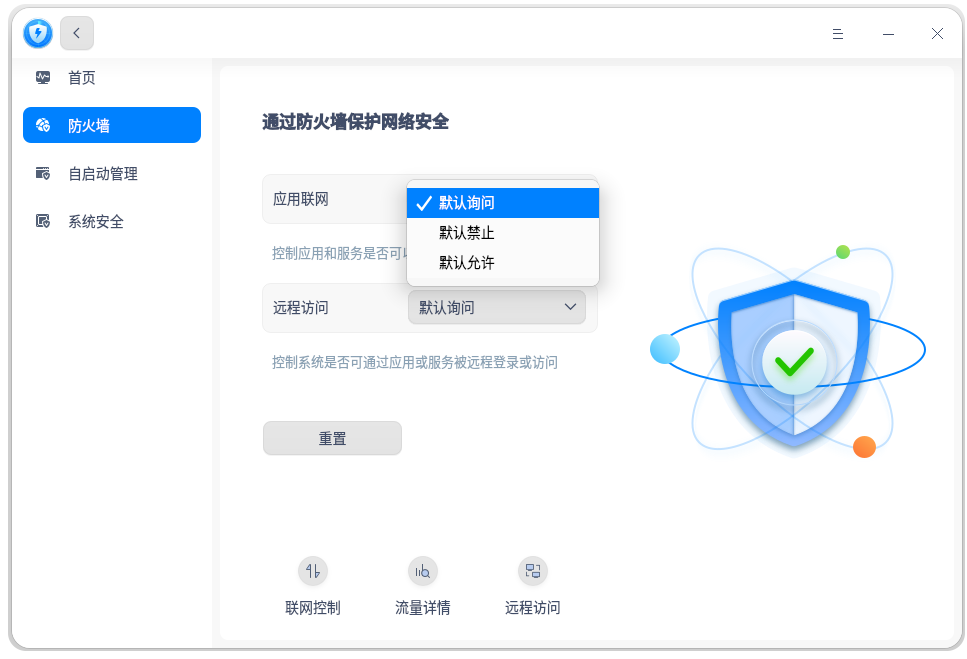 首页
防火墙
自启动管理
系统安全
通过防火墙保护网络安全
应用联网
默认询问
默认禁止
默认允许
控制应用和服务是否可
远程访问
默认询问
控制系统是否可通过应用或服务被远程登录或访问
重置
联网控制
流量详情
远程访问